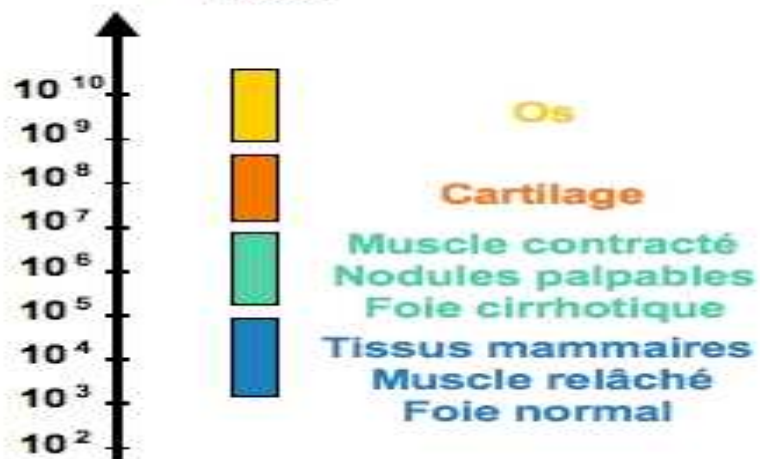 10 10
10 9
Os
10 8
Cartilage
10 7
Muscle contracté
10 6
Nodules palpables
10 5
Foie cirrhotique
10 4
Tissus mammaires
10 3
Muscle relâché
Foie normal
10 2